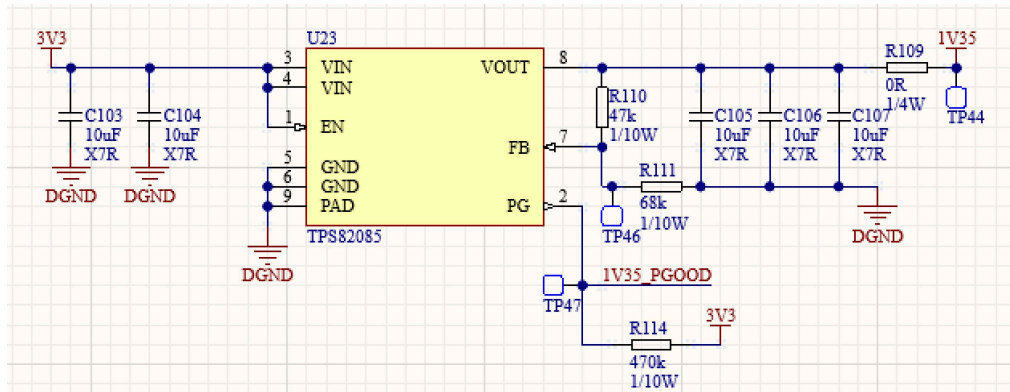 3V3
U23
1V35
3
VIN
4
VIN
1
EN
5
GND
6
GND
9
PAD
VOUT
8
FB
7
PG
2
TPS82085
C103
10uF
X7R
C104
10uF
X7R
DGND
DGND
DGND
R110
47k
1/10W
R111
68k
1/10W
TP46
C105
10uF
X7R
C106
10uF
X7R
C107
10uF
X7R
R109
0R
1/4W
TP44
DGND
1V35_PGOOD
TP47
R114
470k
1/10W
3V3